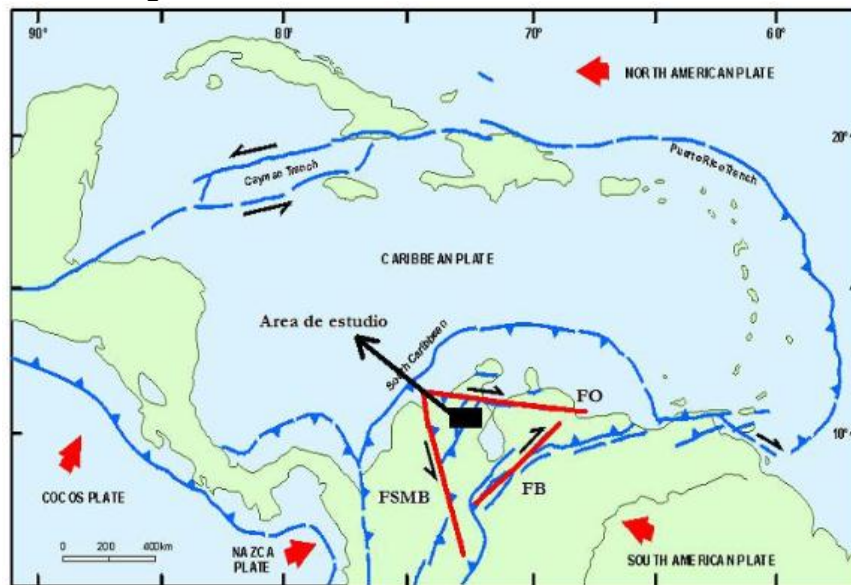 90°
80°
70°
60°
NORTH AMERICAN PLATE
20°
Puerto Rico Trench
Cayman Trench
CARIBBEAN PLATE
Area de estudio
South Caribbean
FO
10°
COCOS PLATE
FSMB
FB
0 200 400km
NAZCA
PLATE
SOUTH AMERICAN PLATE